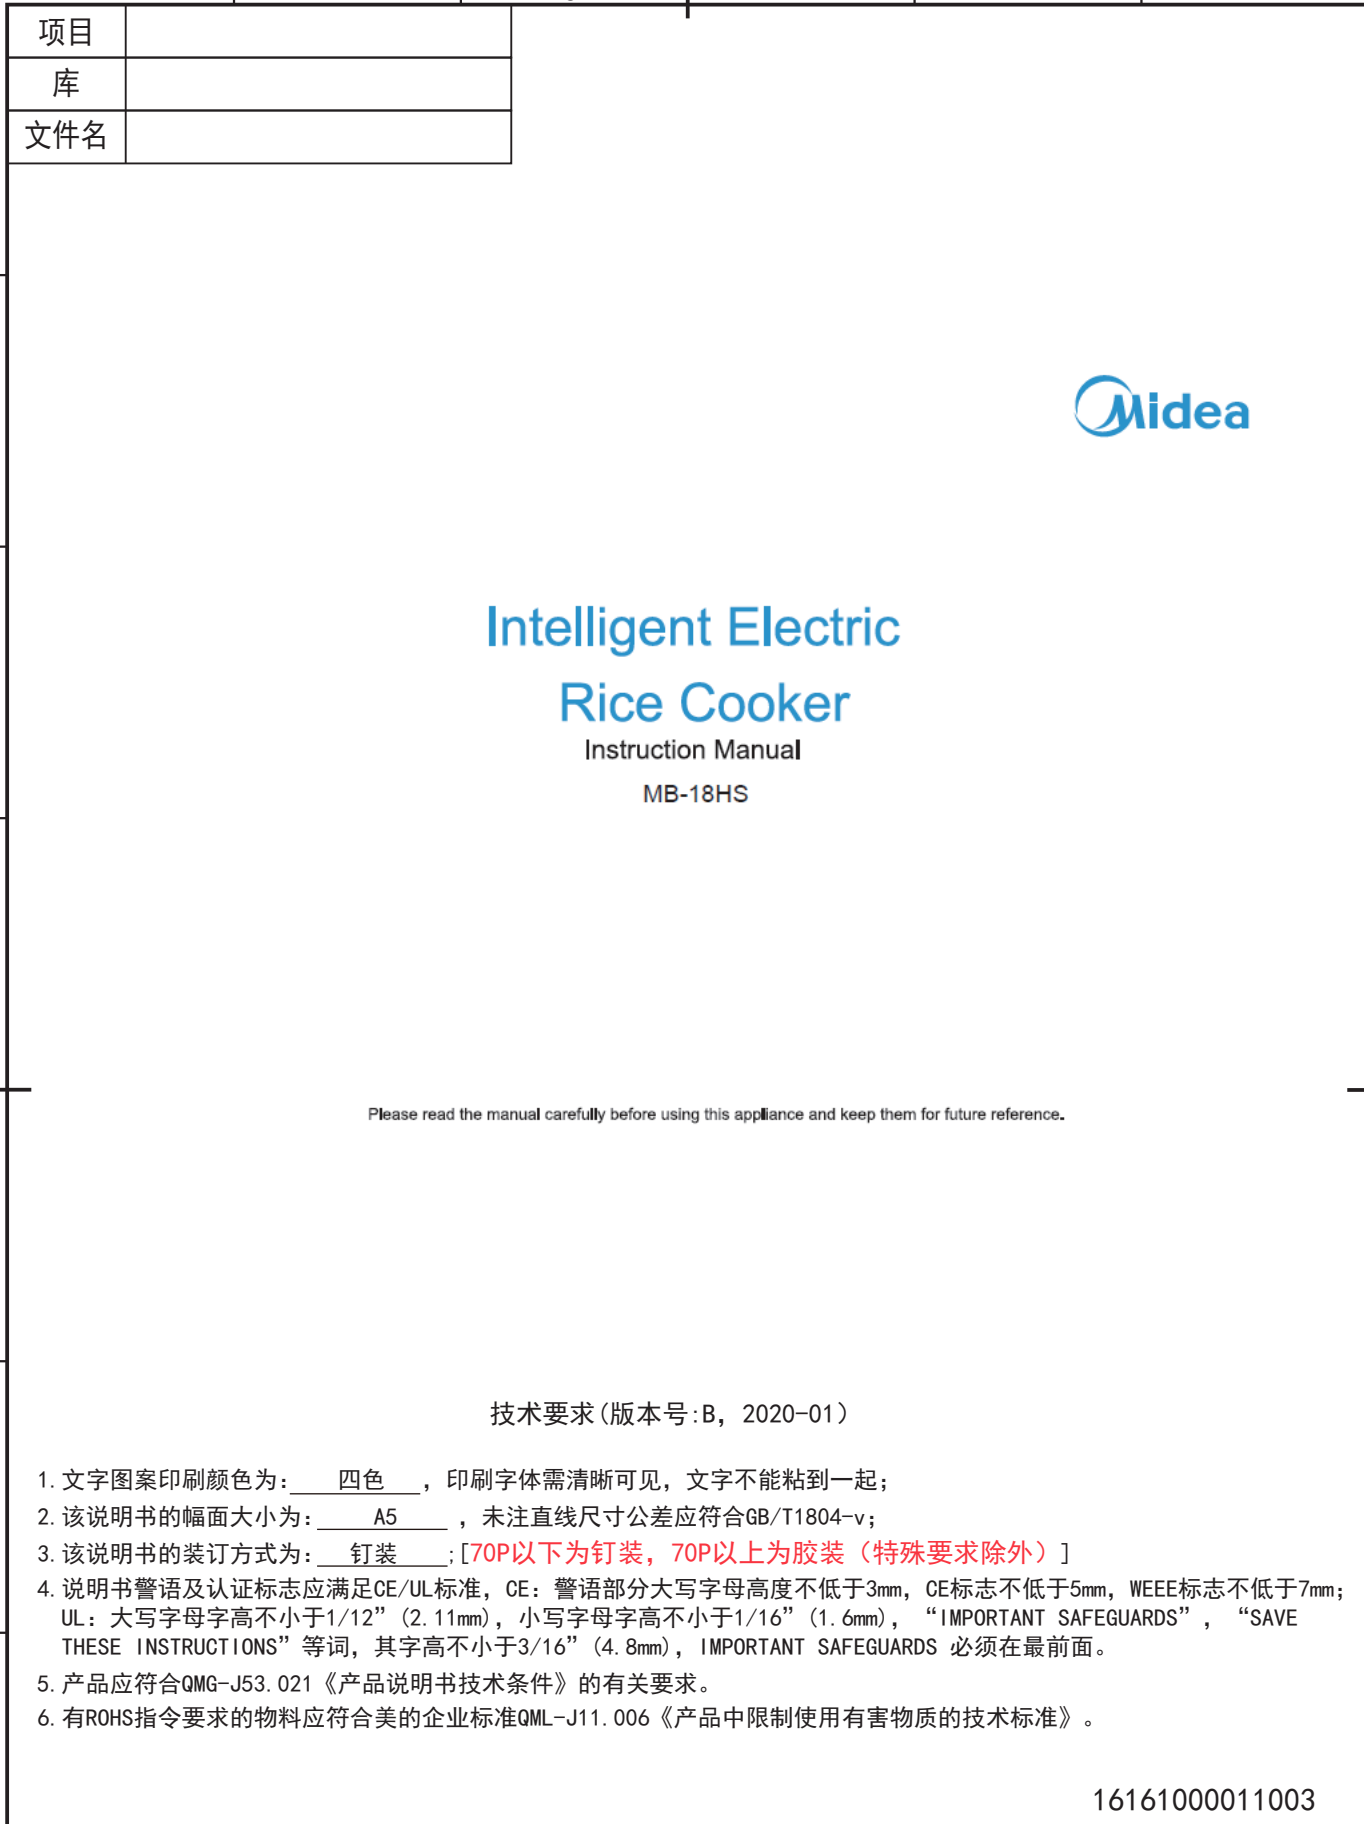 项目
库
文件名
Midea
Intelligent Electric
Rice Cooker
Instruction Manual
MB-18HS
Please read the manual carefully before using this appliance and keep them for future reference.
技术要求(版本号:B, 2020-01)
1. 文字图案印刷颜色为: 四色 , 印刷字体需清晰可见, 文字不能粘到一起;
2. 该说明书的幅面大小为: A5 , 未注直线尺寸公差应符合GB/T1804-v;
3. 该说明书的装订方式为: 钉装 ;[70P以下为钉装, 70P以上为胶装（特殊要求除外）]
4. 说明书警语及认证标志应满足CE/UL标准, CE: 警语部分大写字母高度不低于3mm, CE标志不低于5mm, WEEE标志不低于7mm;
UL: 大写字母字高不小于1/12”(2.11mm), 小写字母字高不小于1/16”(1.6mm), “IMPORTANT SAFEGUARDS”, “SAVE
THESE INSTRUCTIONS”等词, 其字高不小于3/16”(4.8mm), IMPORTANT SAFEGUARDS 必须在最前面。
5. 产品应符合QMG-J53.021《产品说明书技术条件》的有关要求。
6. 有ROHS指令要求的物料应符合美的企业标准QML-J11.006《产品中限制使用有害物质的技术标准》。
16161000011003